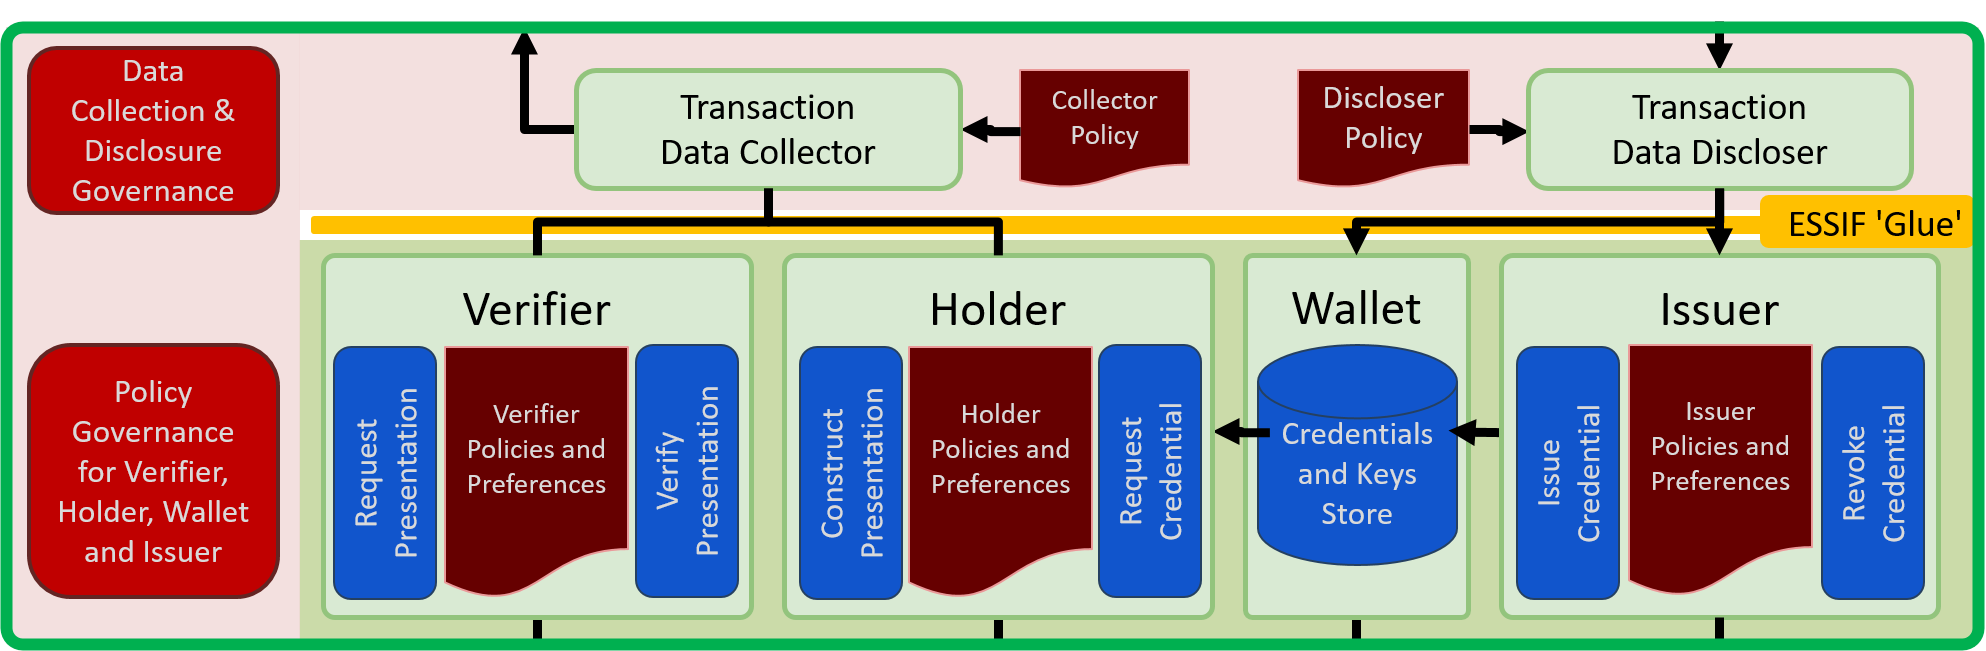 Data
Collection &
Disclosure
Governance
Transaction
Data Collector
Collector
Policy
Discloser
Policy
Transaction
Data Discloser
ESSIF 'Glue'
Policy
Governance
for Verifier,
Holder, Wallet
and Issuer
Verifier
Request
Presentation
Verifier
Policies and
Preferences
Verify
Presentation
Holder
Construct
Presentation
Holder
Policies and
Preferences
Request
Credential
Wallet
Credentials
and Keys
Store
Issuer
Issue
Credential
Issuer
Policies and
Preferences
Revoke
Credential